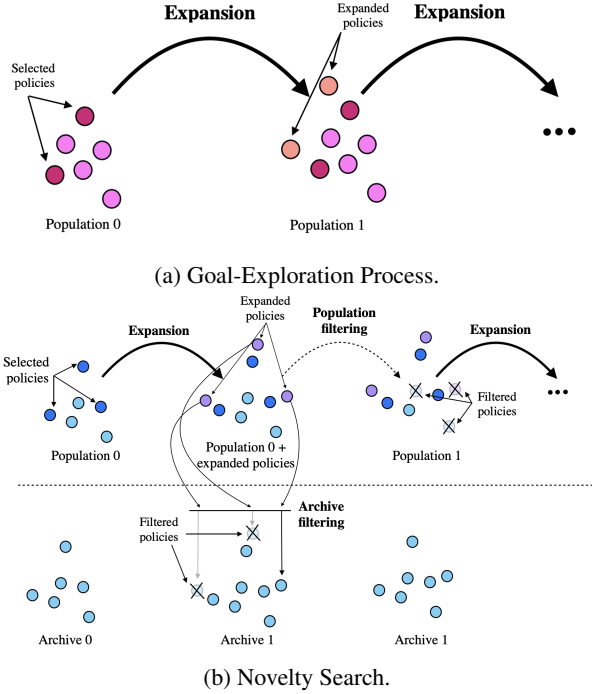 Expansion
Expanded
policies
Expansion
Selected
policies
Population 0
Population 1
(a) Goal-Exploration Process.
Expanded
policies
Population
filtering
Expansion
Expansion
Selected
policies
Filtered
policies
Population 0
Population 0 +
expanded policies
Population 1
Archive
filtering
Filtered
policies
Archive 0
Archive 1
Archive 1
(b) Novelty Search.